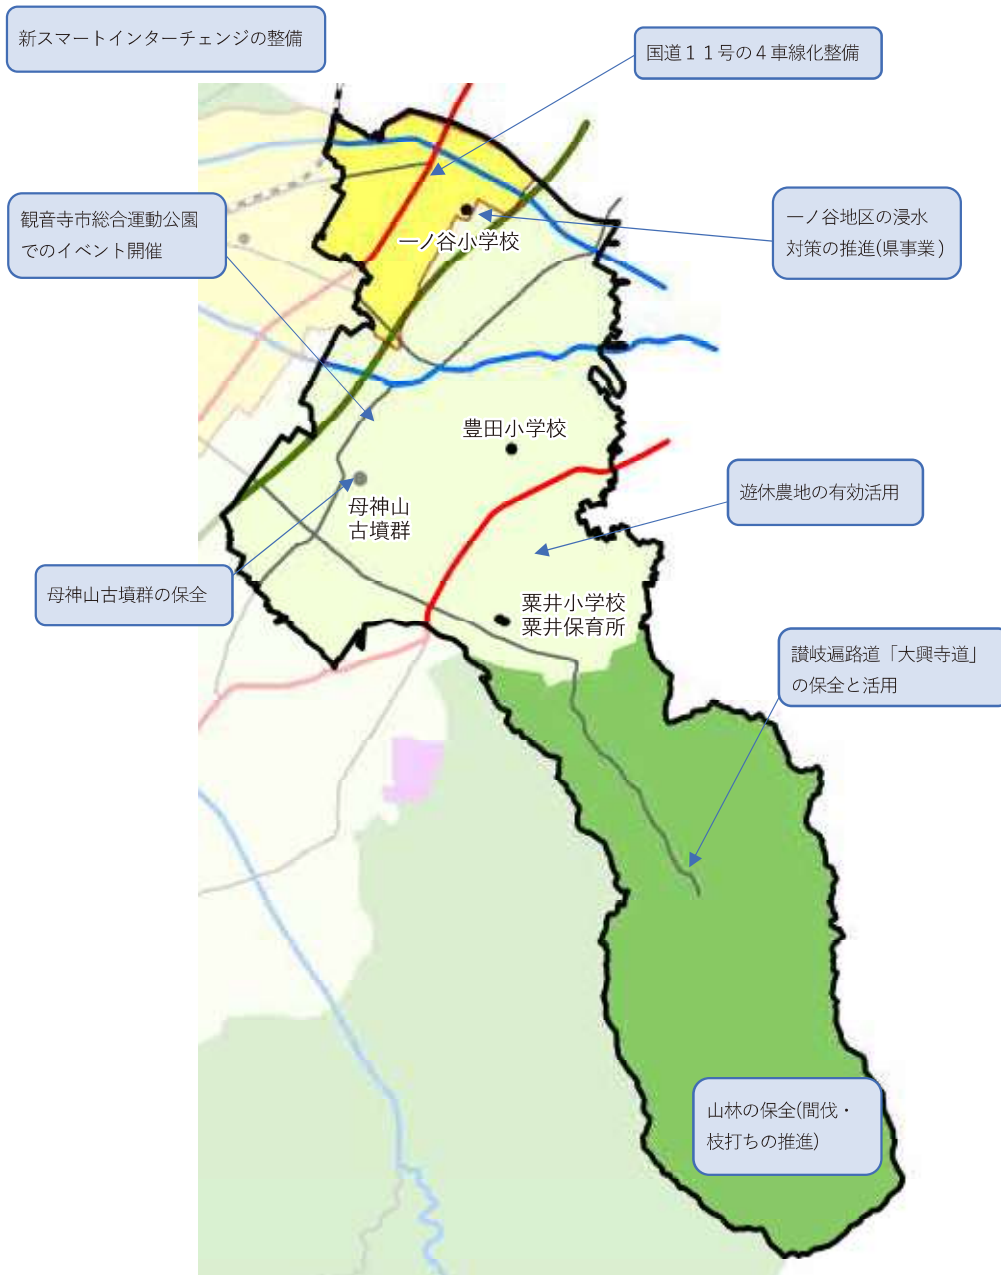 新スマートインターチェンジの整備
国道１１号の４車線化整備
観音寺市総合運動公園
でのイベント開催
一ノ谷地区の浸水
対策の推進(県事業)
一ノ谷小学校
豊田小学校
母神山
古墳群
遊休農地の有効活用
母神山古墳群の保全
粟井小学校
粟井保育所
讃岐遍路道「大興寺道」
の保全と活用
山林の保全(間伐・
枝打ちの推進)